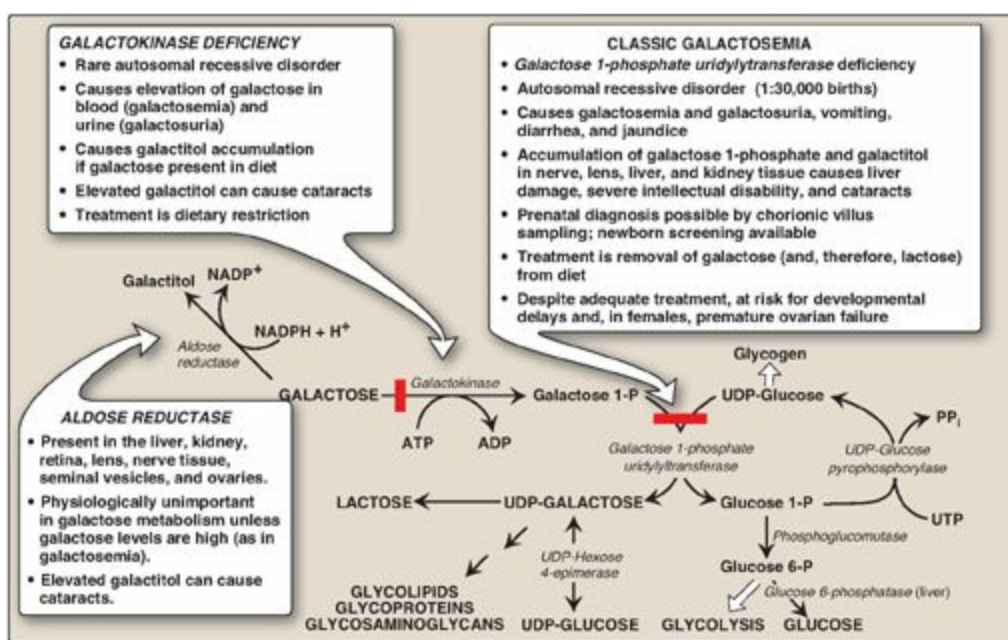 GALACTOKINASE DEFICIENCY
• Rare autosomal recessive disorder
• Causes elevation of galactose in
blood (galactosemia) and
urine (galactosuria)
• Causes galactitol accumulation
if galactose present in diet
• Elevated galactitol can cause cataracts
• Treatment is dietary restriction
CLASSIC GALACTOSEMIA
• Galactose 1-phosphate uridylyltransferase deficiency
• Autosomal recessive disorder (1:30,000 births)
• Causes galactosemia and galactosuria, vomiting,
diarrhea, and jaundice
• Accumulation of galactose 1-phosphate and galactitol
in nerve, lens, liver, and kidney tissue causes liver
damage, severe intellectual disability, and cataracts
• Prenatal diagnosis possible by chorionic villus
sampling; newborn screening available
• Treatment is removal of galactose (and, therefore, lactose)
from diet
• Despite adequate treatment, at risk for developmental
delays and, in females, premature ovarian failure
Galactitol
NADP+
NADPH + H+
Aldose
reductase
GALACTOSE
Galactokinase
ATP
ADP
Galactose 1-P
Glycogen
UDP-Glucose
PPi
UDP-Glucose
pyrophosphorylase
UTP
Galactose 1-phosphate
uridylyltransferase
LACTOSE
UDP-GALACTOSE
Glucose 1-P
Phosphoglucomutase
Glucose 6-P
Glucose 6-phosphatase (liver)
UDP-Hexose
4-epimerase
GLYCOLIPIDS
GLYCOPROTEINS
GLYCOSAMINOGLYCANS
UDP-GLUCOSE
GLYCOLYSIS
GLUCOSE
ALDOSE REDUCTASE
• Present in the liver, kidney,
retina, lens, nerve tissue,
seminal vesicles, and ovaries.
• Physiologically unimportant
in galactose metabolism unless
galactose levels are high (as in
galactosemia).
• Elevated galactitol can cause
cataracts.